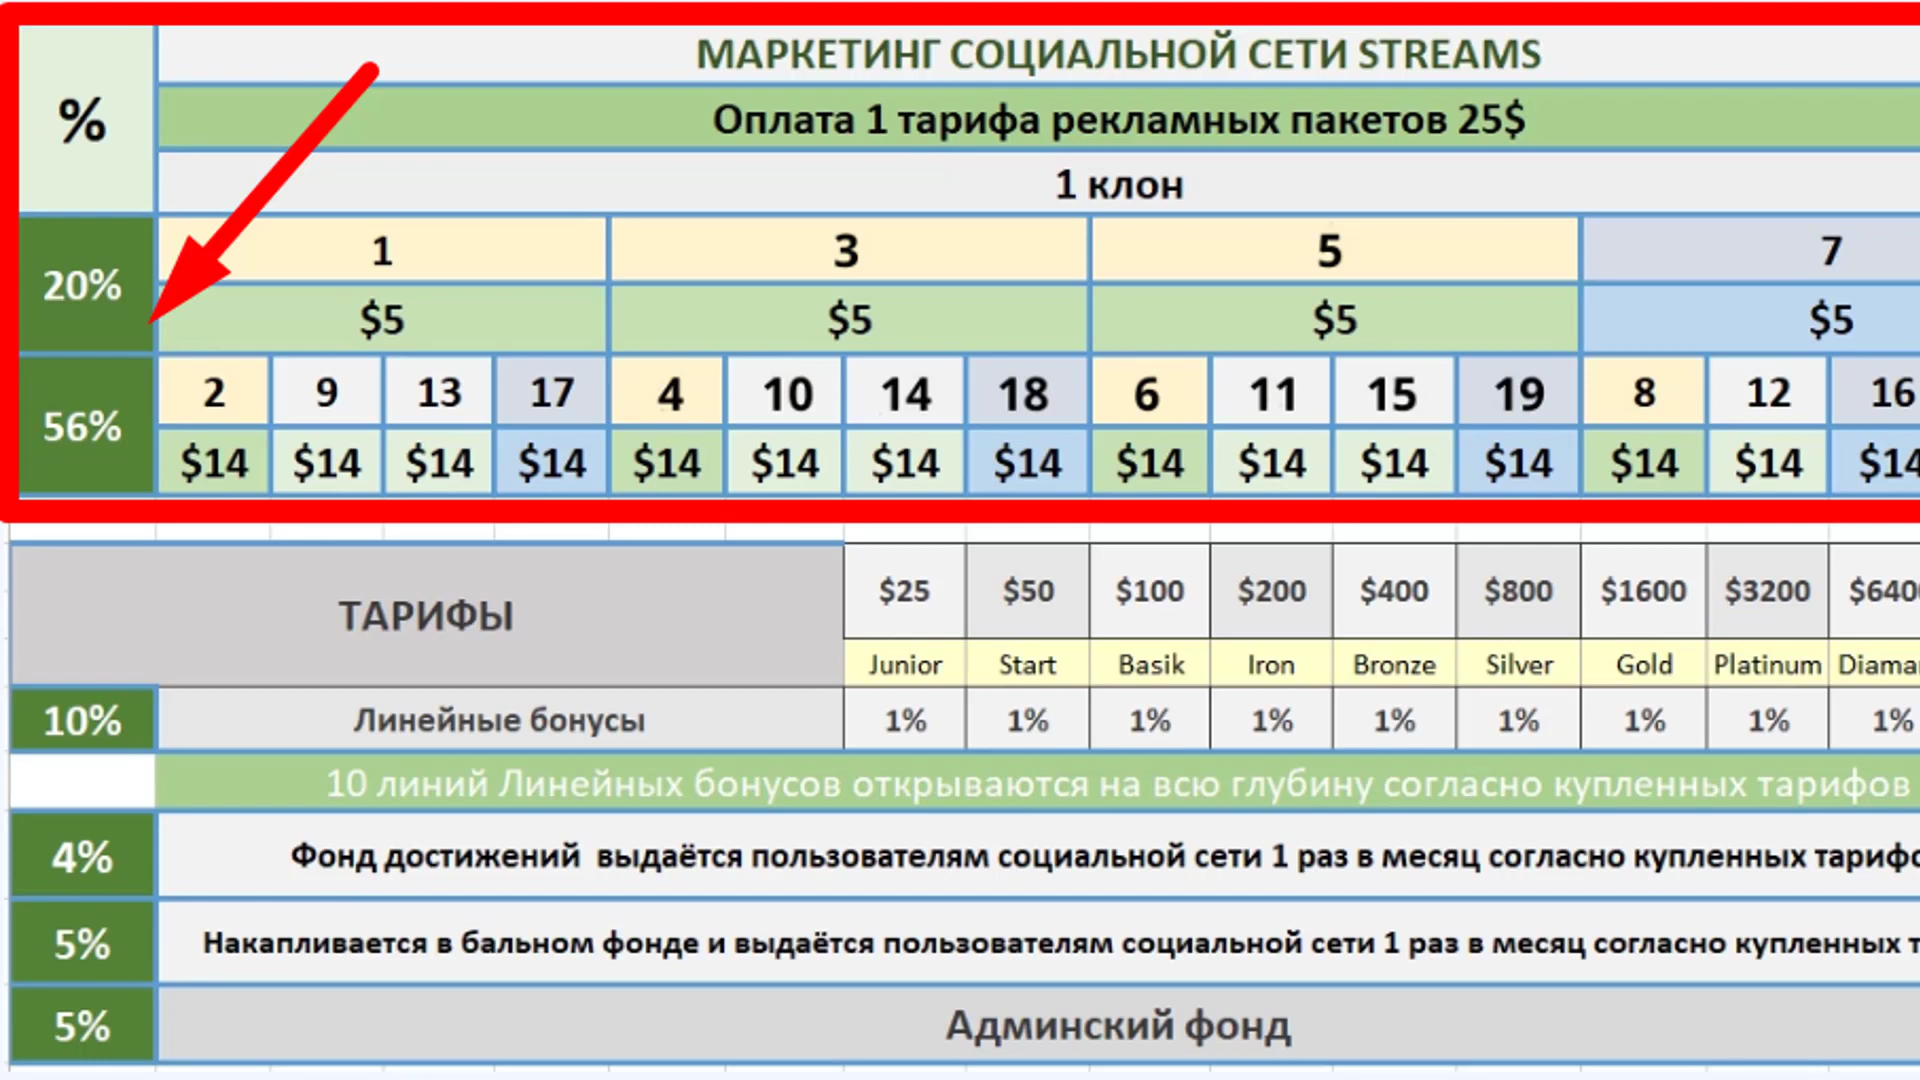 %
МАРКЕТИНГ СОЦИАЛЬНОЙ СЕТИ STREAMS
Оплата 1 тарифа рекламных пакетов 25$
1 клон
20%
1 3 5 7
$5 $5 $5 $5
56%
2 9 13 17 4 10 14 18 6 11 15 19 8 12 16
$14 $14 $14 $14 $14 $14 $14 $14 $14 $14 $14 $14 $14 $14 $14
ТАРИФЫ
$25 $50 $100 $200 $400 $800 $1600 $3200 $640
Junior Start Basik Iron Bronze Silver Gold Platinum Diama
10% Линейные бонусы 1% 1% 1% 1% 1% 1% 1% 1% 1%
10 линий Линейных бонусов открываются на всю глубину согласно купленных тарифов
4% Фонд достижений выдаётся пользователям социальной сети 1 раз в месяц согласно купленных тариф
5% Накапливается в бальном фонде и выдаётся пользователям социальной сети 1 раз в месяц согласно купленных т
5% Админский фонд